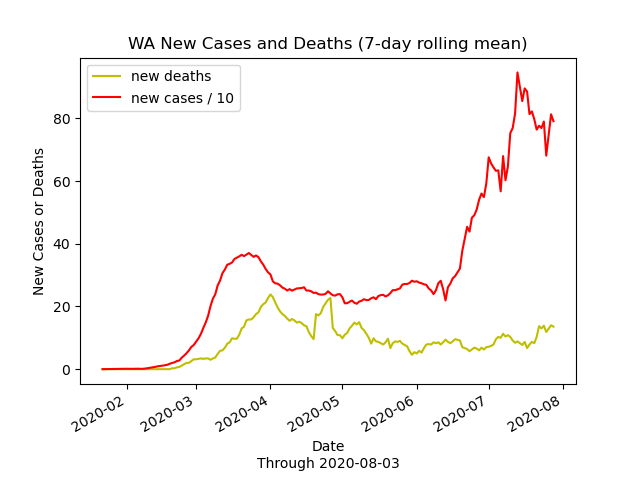 WA New Cases and Deaths (7-day rolling mean)
new deaths
new cases / 10
New Cases or Deaths
80
60
40
20
0
2020-02
2020-03
2020-04
2020-05
2020-06
2020-07
2020-08
Date
Through 2020-08-03